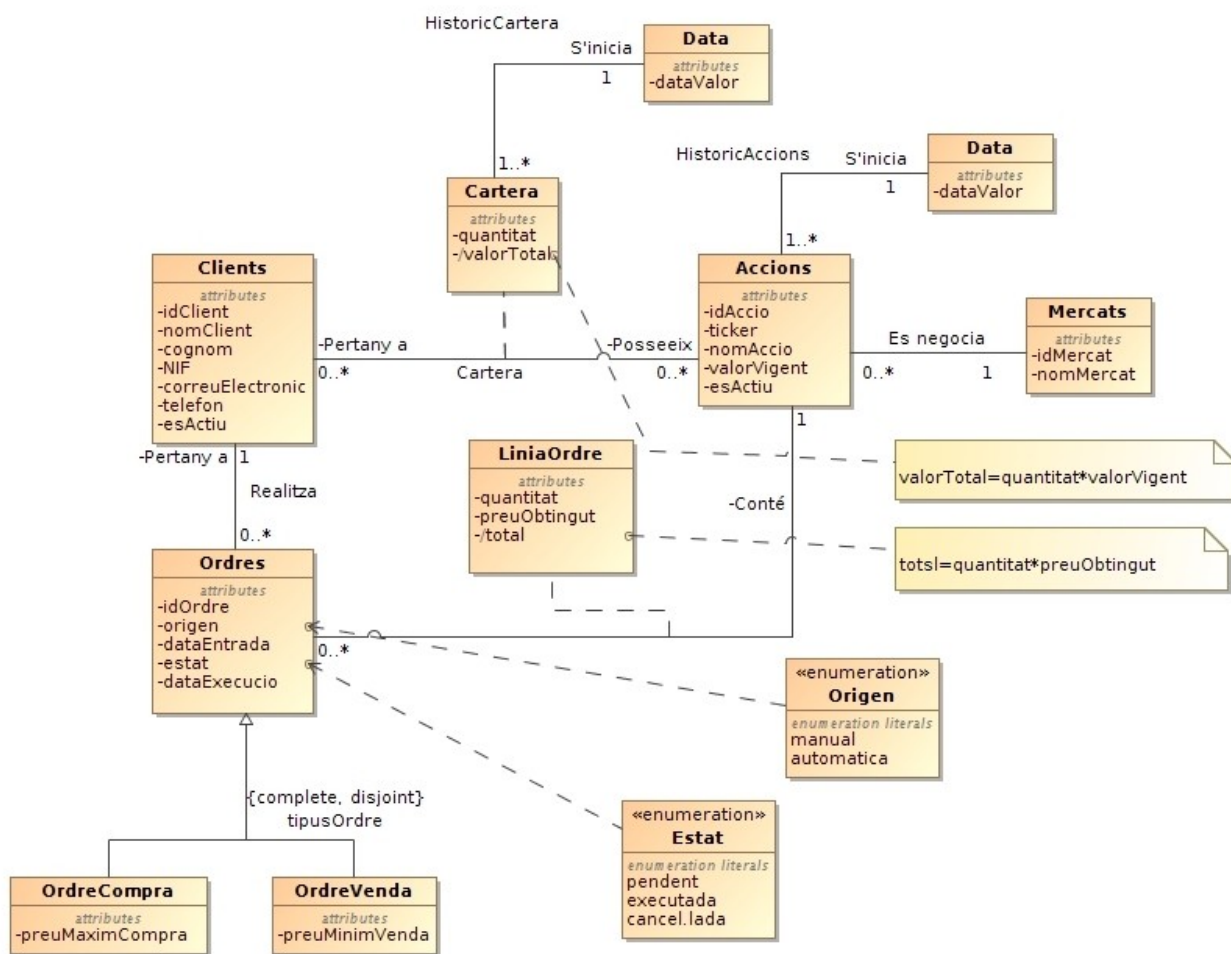 HistoricCartera
S'inicia
1
Data
attributes
-dataValor
1..*
HistoricAccions
S'inicia
1
Data
attributes
-dataValor
1..*
Cartera
attributes
-quantitat
-/valorTotal
Clients
attributes
-idClient
-nomClient
-cognom
-NIF
-correuElectronic
-telefon
-esActiu
-Pertany a
0..*
Cartera
-Posseeix
0..*
Accions
attributes
-idAccio
-ticker
-nomAccio
-valorVigent
-esActiu
Es negocia
0..*
1
Mercats
attributes
-idMercat
-nomMercat
-Pertany a
1
Realitza
0..*
LiniaOrdre
attributes
-quantitat
-preuObtingut
-/total
1
-Conté
valorTotal=quantitat*valorVigent
totsl=quantitat*preuObtingut
Ordres
attributes
-idOrdre
-origen
-dataEntrada
-estat
-dataExecucio
0..*
«enumeration»
Origen
enumeration literals
manual
automatica
{complete, disjoint}
tipusOrdre
«enumeration»
Estat
enumeration literals
pendent
executada
cancel.lada
OrdreCompra
attributes
-preuMaximCompra
OrdreVenda
attributes
-preuMinimVenda